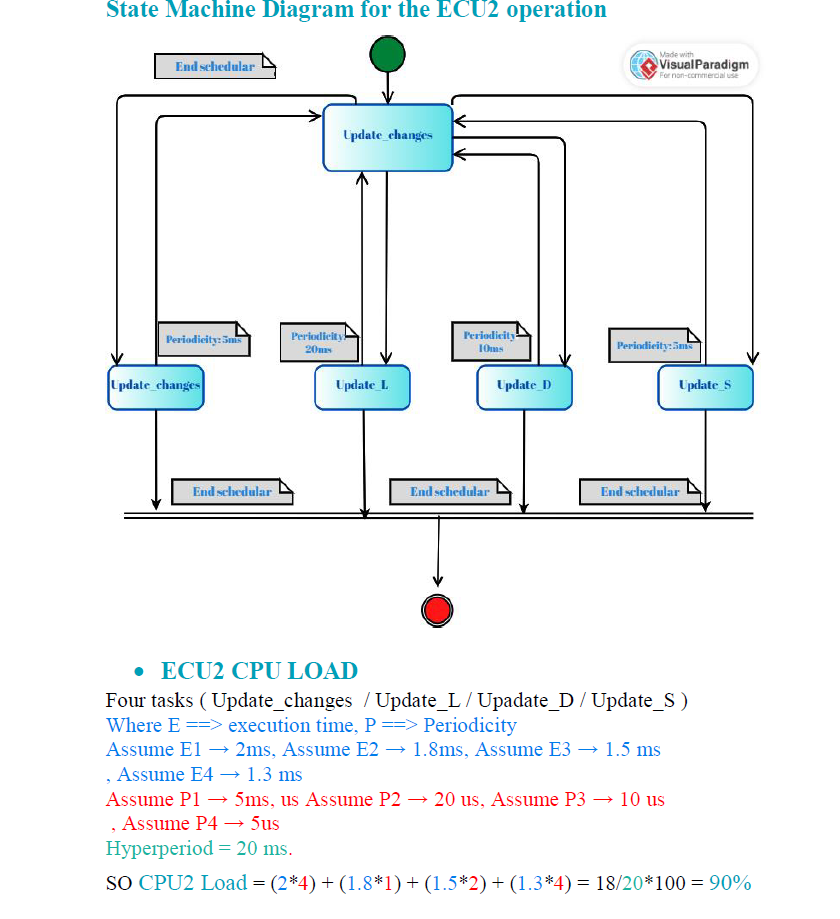 State Machine Diagram for the ECU2 operation
Made with
VisualParadigm
For non-commercial use
End schedular
Update_changes
Periodicity: 5ms
Periodicity:
20ms
Periodicity
10ms
Periodicity: 5ms
Update_changes
Update_L
Update_D
Update_S
End schedular
End schedular
End schedular
• ECU2 CPU LOAD
Four tasks ( Update_changes / Update_L / Upadate_D / Update_S )
Where E ==> execution time, P ==> Periodicity
Assume E1 → 2ms, Assume E2 → 1.8ms, Assume E3 → 1.5 ms
, Assume E4 → 1.3 ms
Assume P1 → 5ms, us Assume P2 → 20 us, Assume P3 → 10 us
, Assume P4 → 5us
Hyperperiod = 20 ms.
SO CPU2 Load = (2*4) + (1.8*1) + (1.5*2) + (1.3*4) = 18/20*100 = 90%